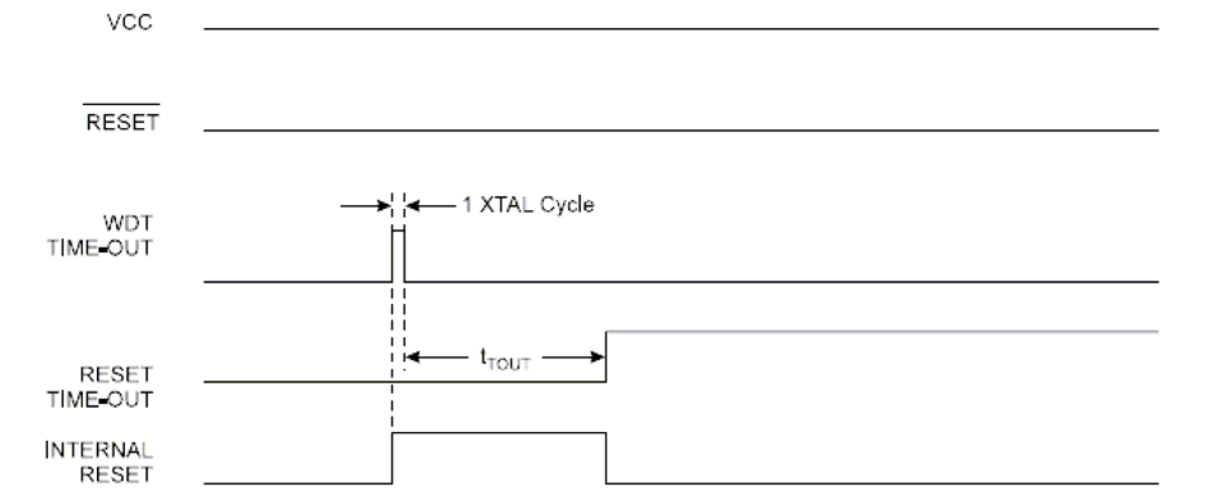 VCC
RESET
1 XTAL Cycle
WDT
TIME-OUT
tTOUT
RESET
TIME-OUT
INTERNAL
RESET